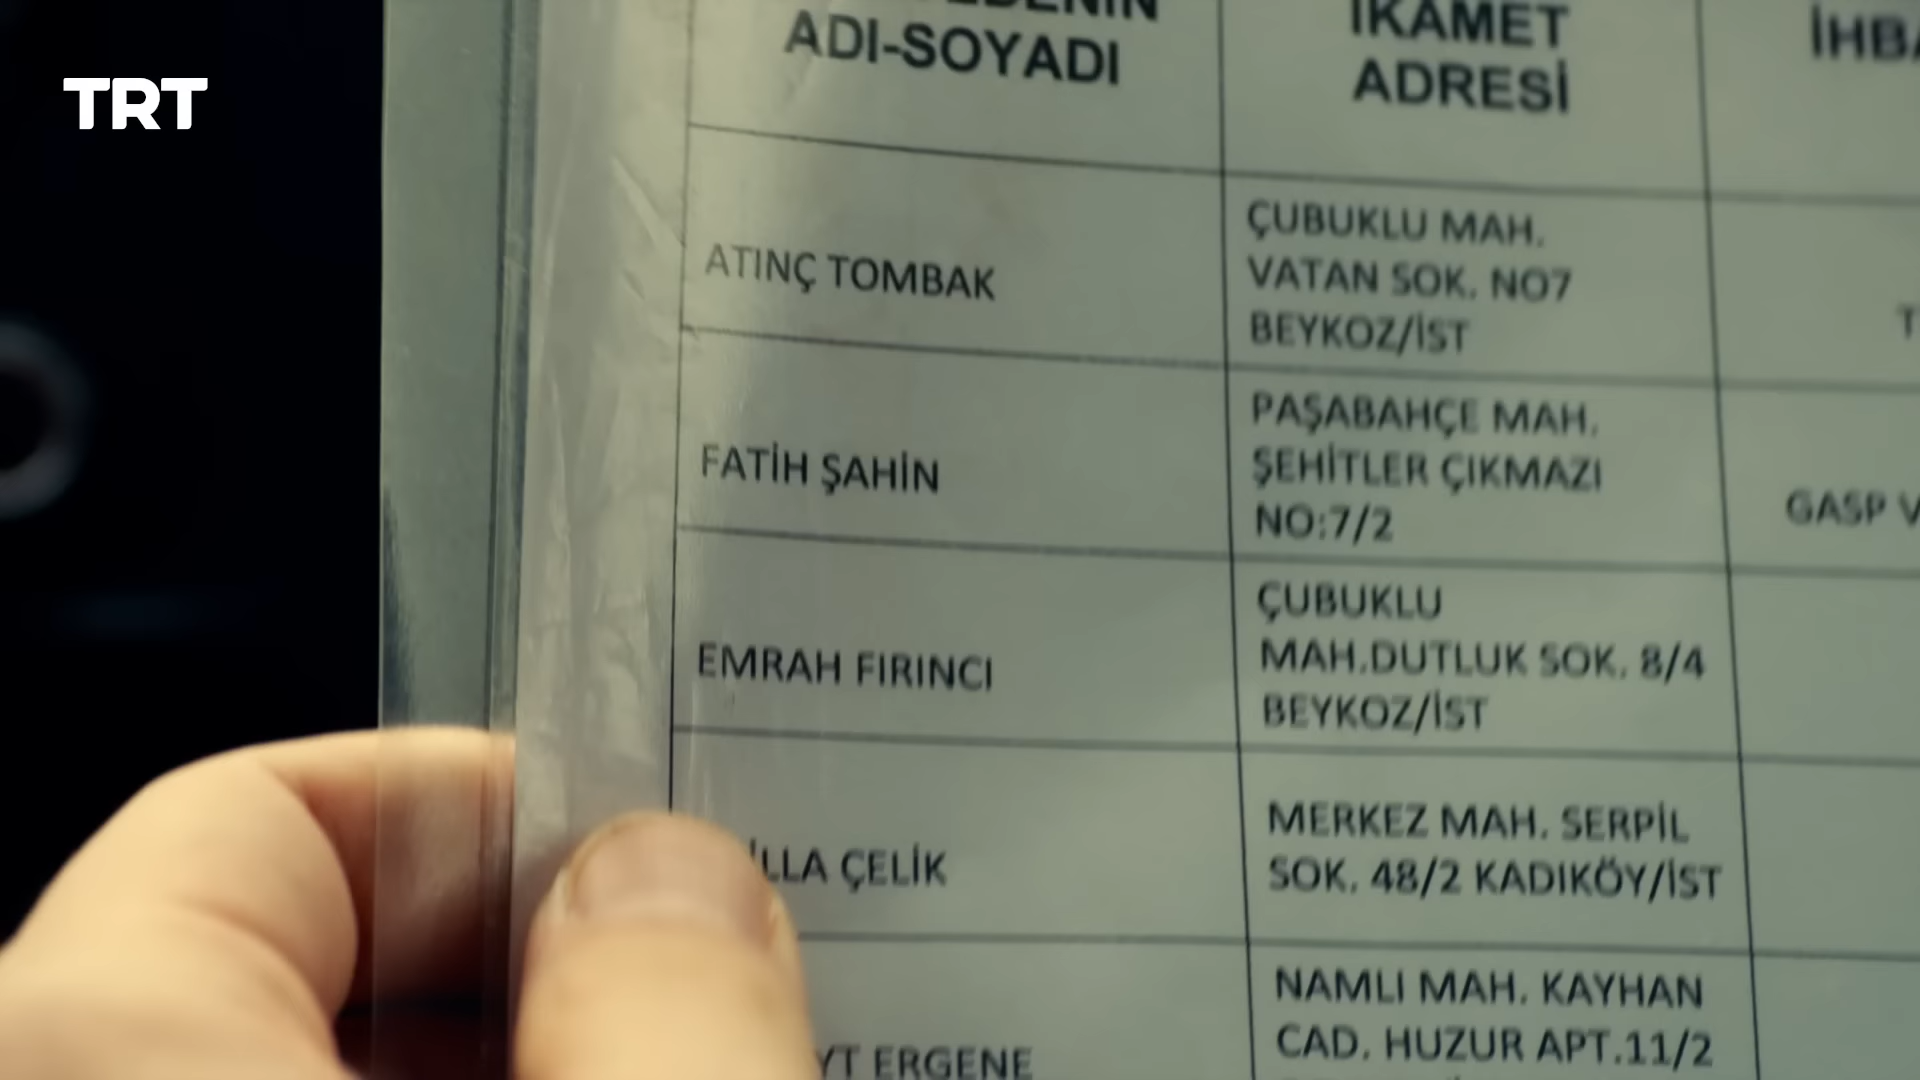 TRT
ADI-SOYADI
İKAMET
ADRESİ
ATINÇ TOMBAK
ÇUBUKLU MAH.
VATAN SOK. NO7
BEYKOZ/İST
FATİH ŞAHİN
PAŞABAHÇE MAH.
ŞEHİTLER ÇIKMAZI
NO:7/2
GASP
EMRAH FIRINCI
ÇUBUKLU
MAH.DUTLUK SOK. 8/4
BEYKOZ/İST
ÇELİK
MERKEZ MAH. SERPİL
SOK. 48/2 KADIKÖY/İST
ERGENE
NAMLI MAH. KAYHAN
CAD. HUZUR APT.11/2